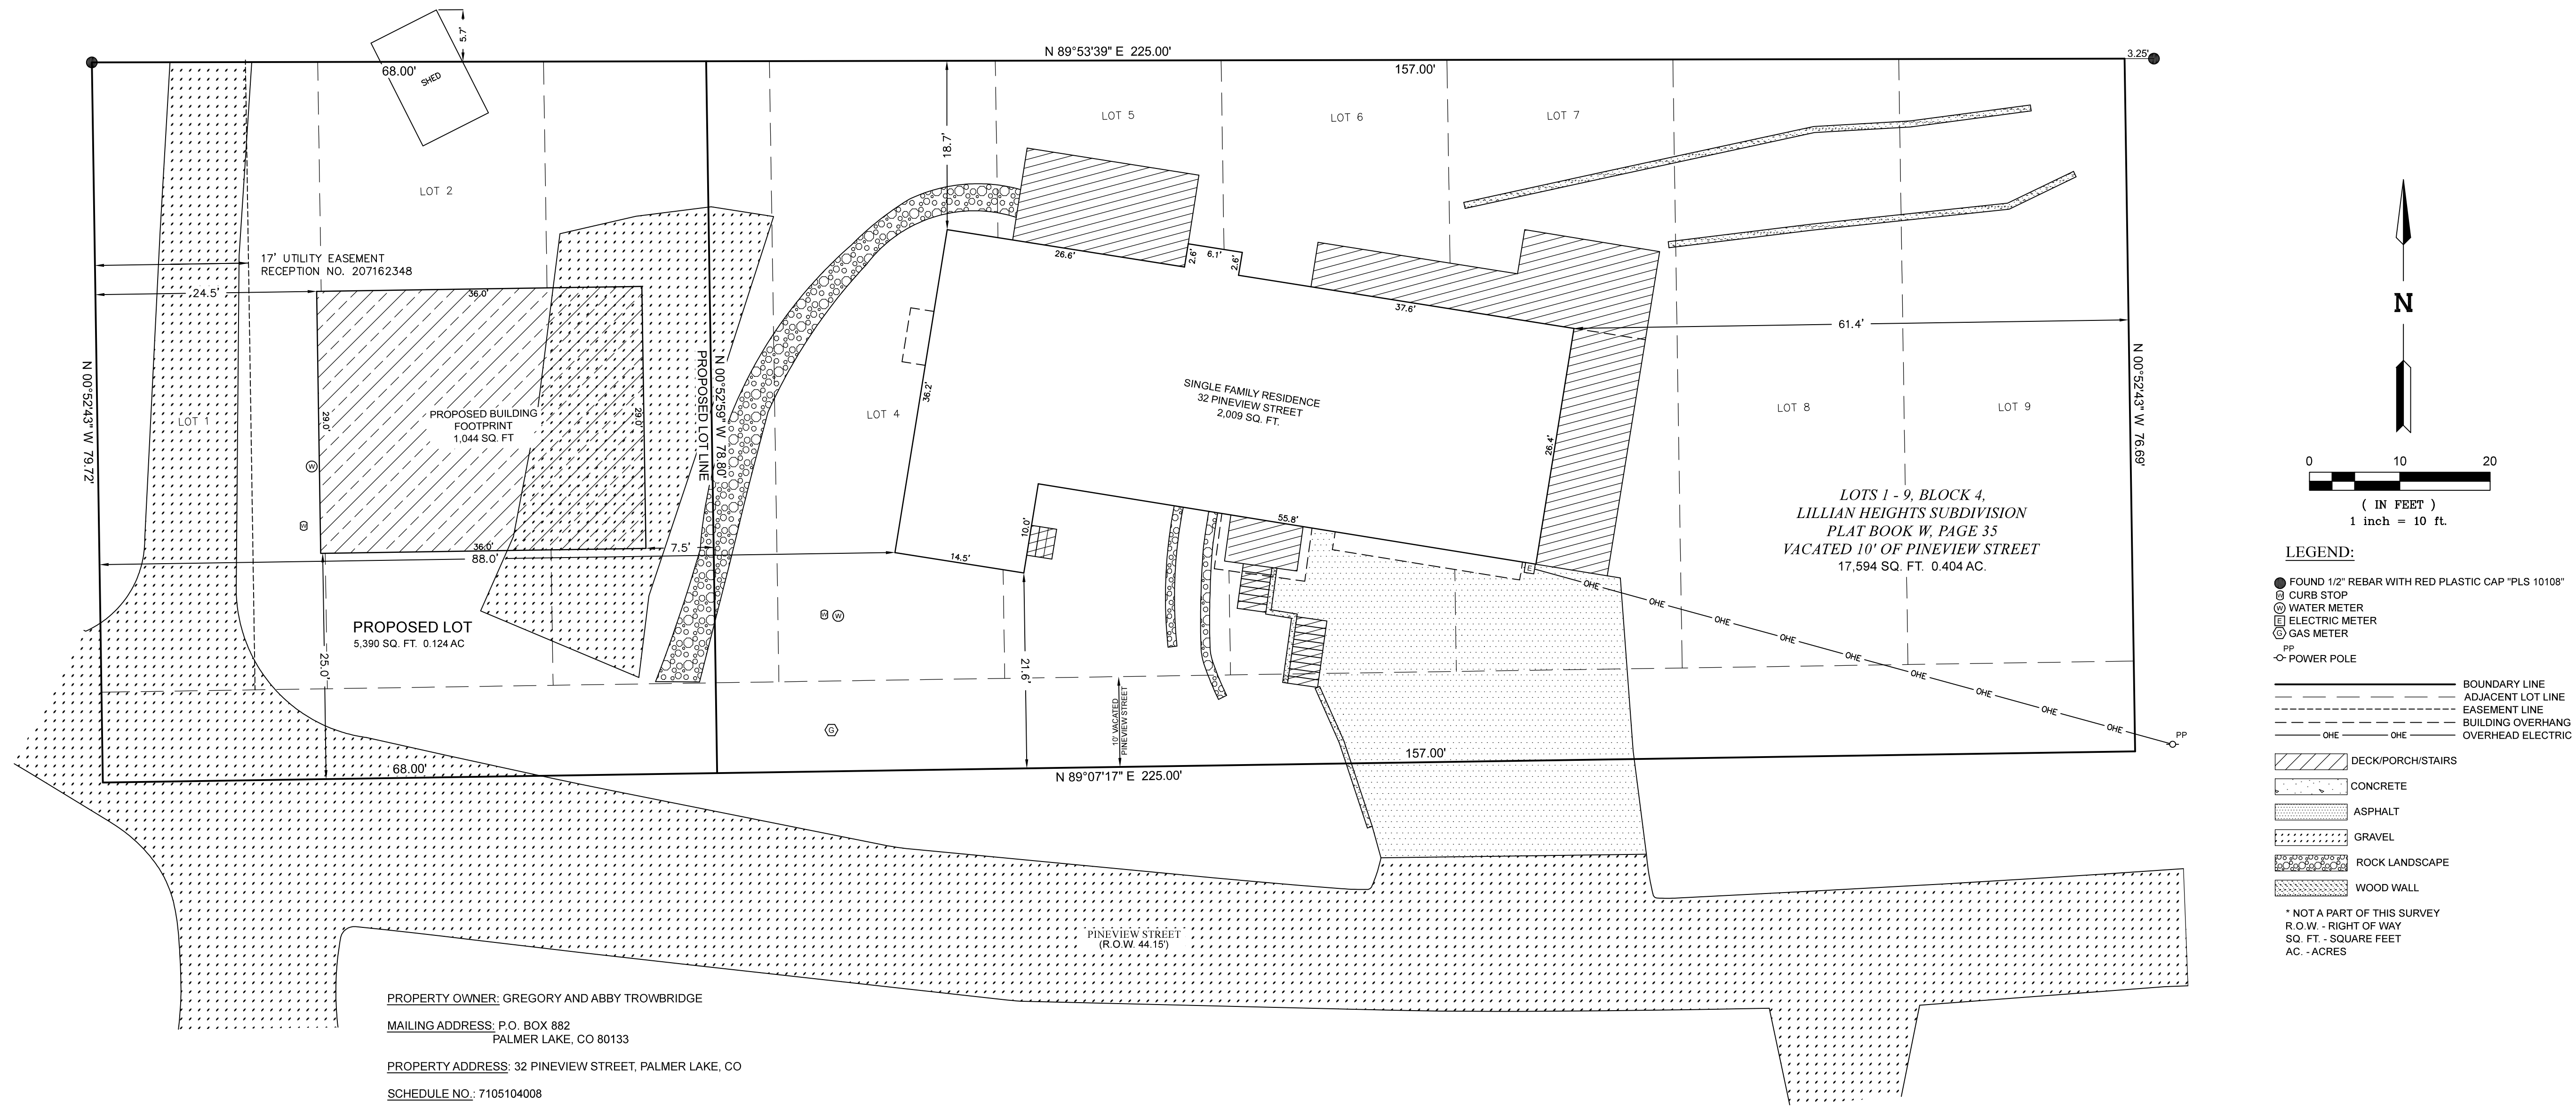 5.7'
N 89°53'39" E 225.00'
3.25'
68.00'
157.00'
SHED
LOT 5
LOT 6
LOT 7
18.7'
LOT 2
17' UTILITY EASEMENT
RECEPTION NO. 207162348
24.5'
36.0'
26.6'
2.6'
6.1'
2.6'
37.6'
61.4'
N
N 00°52'43" W 79.72'
PROPOSED LOT LINE
N 00°52'59" W 78.80'
N 00°52'43" W 76.69'
36.2'
SINGLE FAMILY RESIDENCE
32 PINEVIEW STREET
2,009 SQ. FT.
LOT 1
29.0'
PROPOSED BUILDING
FOOTPRINT
1,044 SQ. FT
29.0'
LOT 4
26.4'
LOT 8
LOT 9
W
W
LOTS 1 - 9, BLOCK 4,
LILLIAN HEIGHTS SUBDIVISION
PLAT BOOK W, PAGE 35
VACATED 10' OF PINEVIEW STREET
17,594 SQ. FT. 0.404 AC.
0 10 20
( IN FEET )
1 inch = 10 ft.
36.0'
7.5'
88.0'
14.5'
10.0'
55.8'
E
OHE
OHE
OHE
OHE
OHE
OHE
OHE
OHE
OHE
PP
W
W
G
PROPOSED LOT
5,390 SQ. FT. 0.124 AC
25.0'
21.6'
10' VACATED
PINEVIEW STREET
68.00'
157.00'
N 89°07'17" E 225.00'
PINEVIEW STREET
(R.O.W. 44.15')
LEGEND:
FOUND 1/2" REBAR WITH RED PLASTIC CAP "PLS 10108"
W CURB STOP
W WATER METER
E ELECTRIC METER
G GAS METER
PP
POWER POLE
BOUNDARY LINE
ADJACENT LOT LINE
EASEMENT LINE
BUILDING OVERHANG
OHE OHE OVERHEAD ELECTRIC
DECK/PORCH/STAIRS
CONCRETE
ASPHALT
GRAVEL
ROCK LANDSCAPE
WOOD WALL
* NOT A PART OF THIS SURVEY
R.O.W. - RIGHT OF WAY
SQ. FT. - SQUARE FEET
AC. - ACRES
PROPERTY OWNER: GREGORY AND ABBY TROWBRIDGE
MAILING ADDRESS: P.O. BOX 882
PALMER LAKE, CO 80133
PROPERTY ADDRESS: 32 PINEVIEW STREET, PALMER LAKE, CO
SCHEDULE NO.: 7105104008